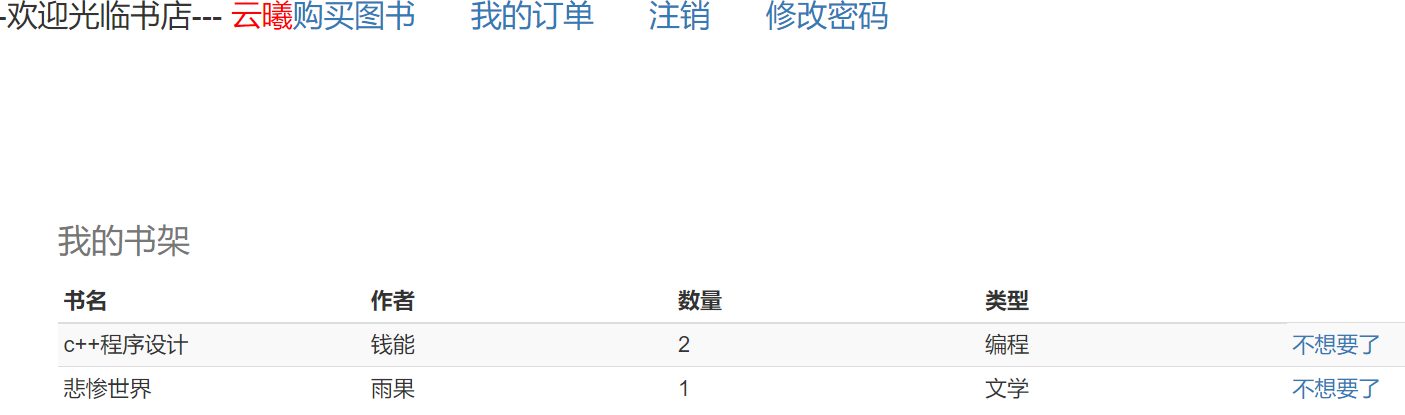 -欢迎光临书店--- 云曦购买图书 我的订单 注销 修改密码
我的书架
书名 作者 数量 类型
c++程序设计 钱能 2 编程 不想要了
悲惨世界 雨果 1 文学 不想要了